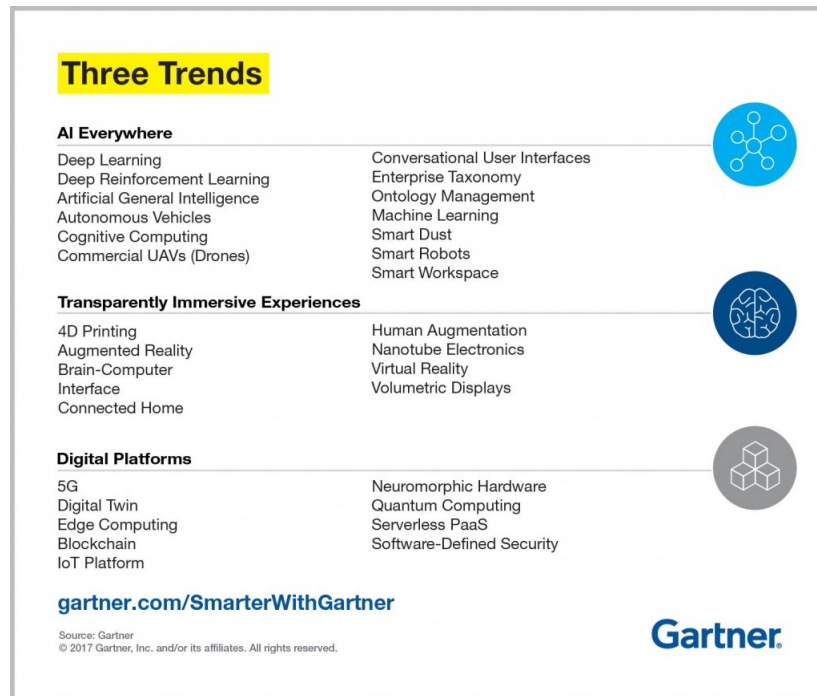 Three Trends
AI Everywhere
Deep Learning
Deep Reinforcement Learning
Artificial General Intelligence
Autonomous Vehicles
Cognitive Computing
Commercial UAVs (Drones)
Conversational User Interfaces
Enterprise Taxonomy
Ontology Management
Machine Learning
Smart Dust
Smart Robots
Smart Workspace
Transparently Immersive Experiences
4D Printing
Augmented Reality
Brain-Computer
Interface
Connected Home
Human Augmentation
Nanotube Electronics
Virtual Reality
Volumetric Displays
Digital Platforms
5G
Digital Twin
Edge Computing
Blockchain
IoT Platform
Neuromorphic Hardware
Quantum Computing
Serverless PaaS
Software-Defined Security
gartner.com/SmarterWithGartner
Source: Gartner
© 2017 Gartner, Inc. and/or its affiliates. All rights reserved.
Gartner®